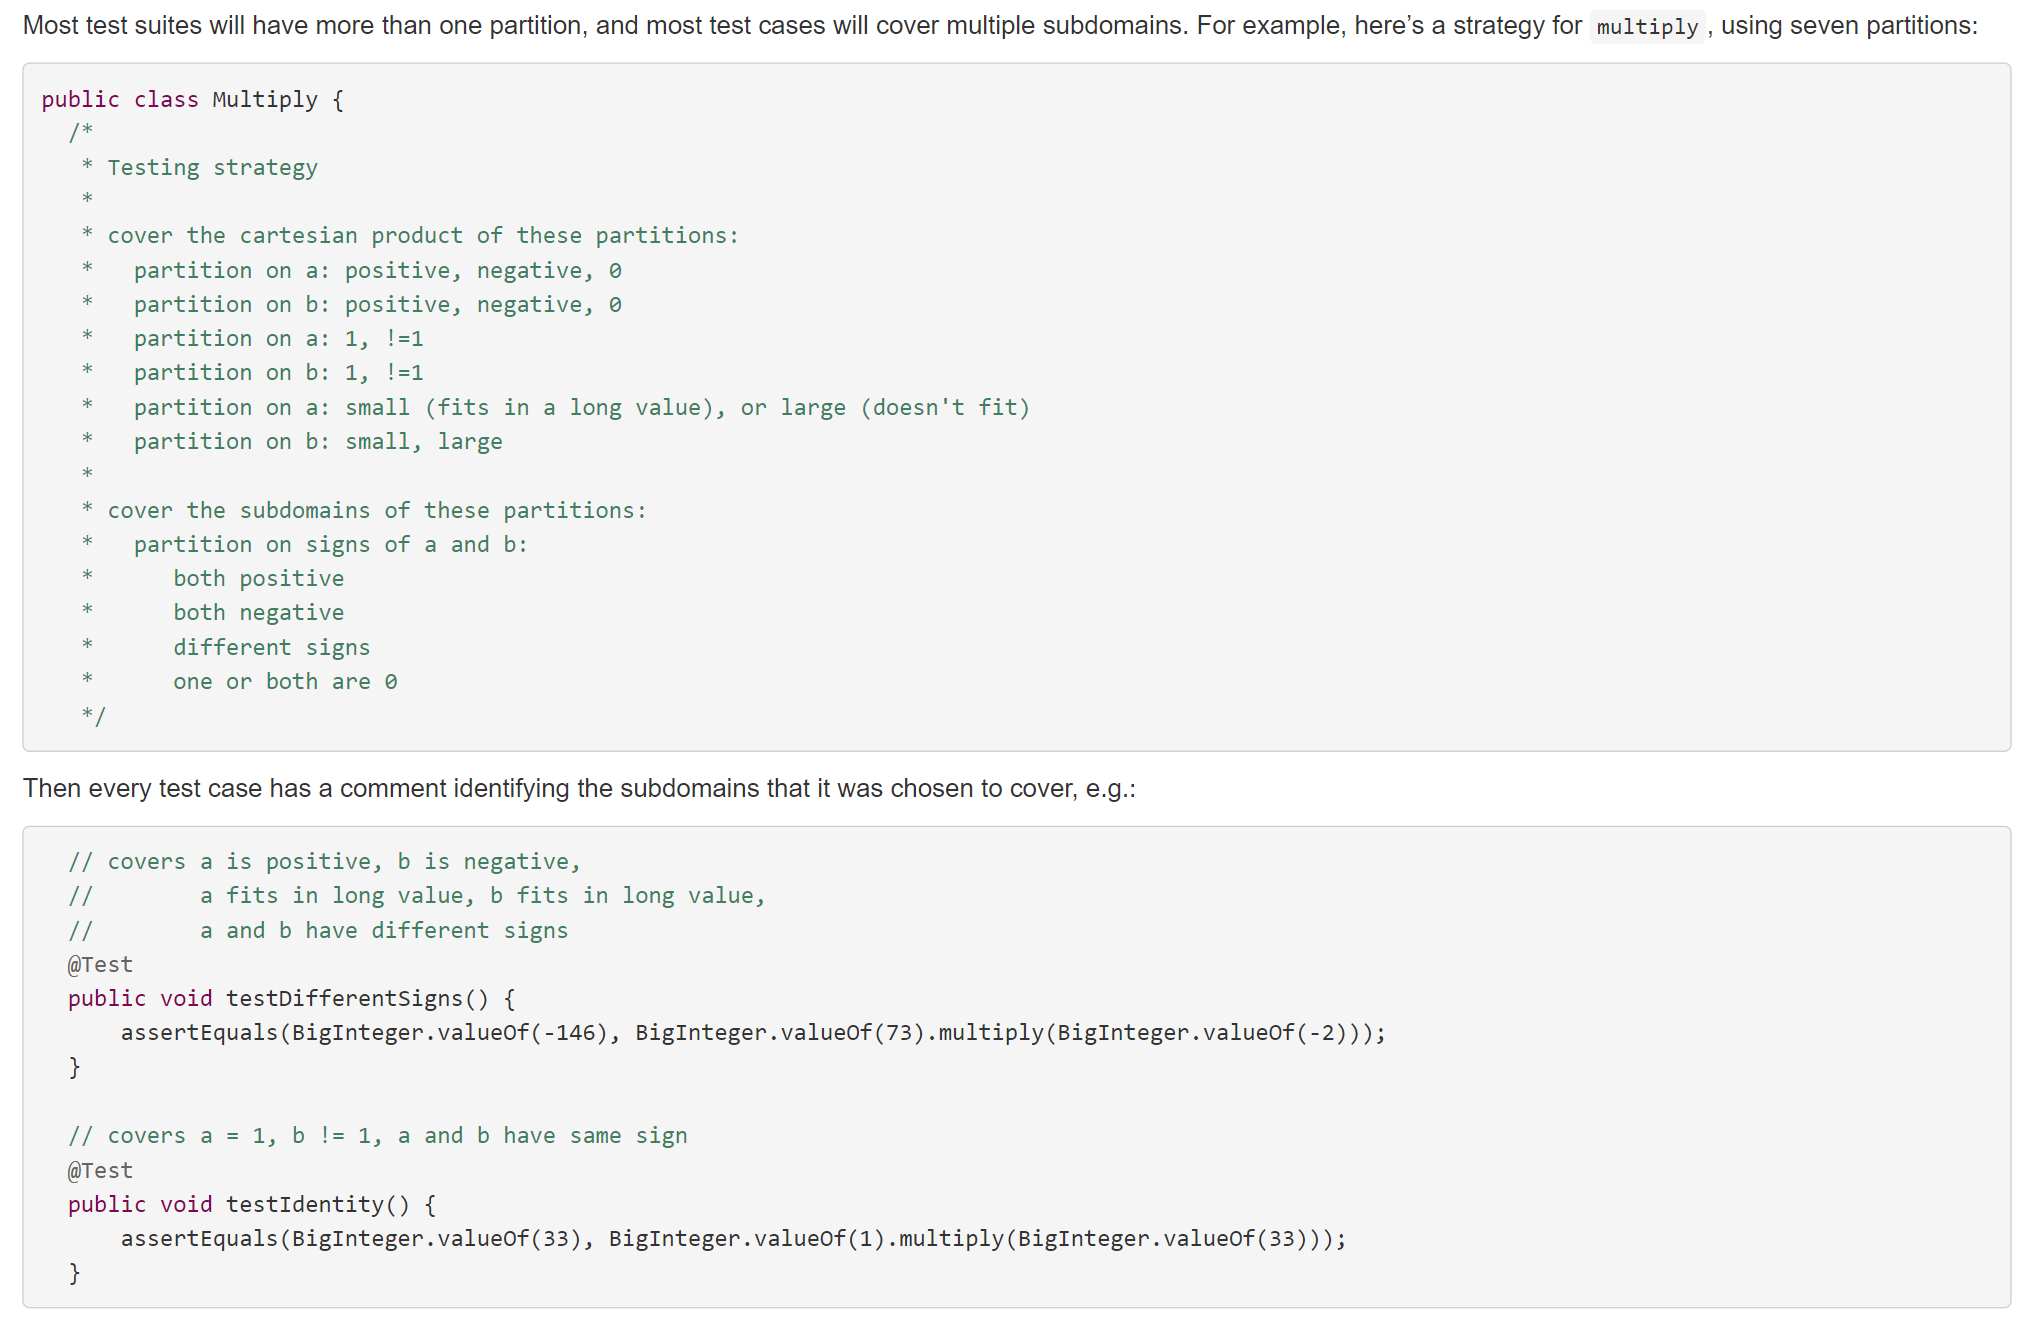 Most test suites will have more than one partition, and most test cases will cover multiple subdomains. For example, here’s a strategy for multiply, using seven partitions:
public class Multiply {
  /*
   * Testing strategy
   *
   * cover the cartesian product of these partitions:
   *   partition on a: positive, negative, 0
   *   partition on b: positive, negative, 0
   *   partition on a: 1, !=1
   *   partition on b: 1, !=1
   *   partition on a: small (fits in a long value), or large (doesn't fit)
   *   partition on b: small, large
   *
   * cover the subdomains of these partitions:
   *   partition on signs of a and b:
   *      both positive
   *      both negative
   *      different signs
   *      one or both are 0
   */
Then every test case has a comment identifying the subdomains that it was chosen to cover, e.g.:
  // covers a is positive, b is negative,
  //        a fits in long value, b fits in long value,
  //        a and b have different signs
  @Test
  public void testDifferentSigns() {
      assertEquals(BigInteger.valueOf(-146), BigInteger.valueOf(73).multiply(BigInteger.valueOf(-2)));
  }
  // covers a = 1, b != 1, a and b have same sign
  @Test
  public void testIdentity() {
      assertEquals(BigInteger.valueOf(33), BigInteger.valueOf(1).multiply(BigInteger.valueOf(33)));
  }